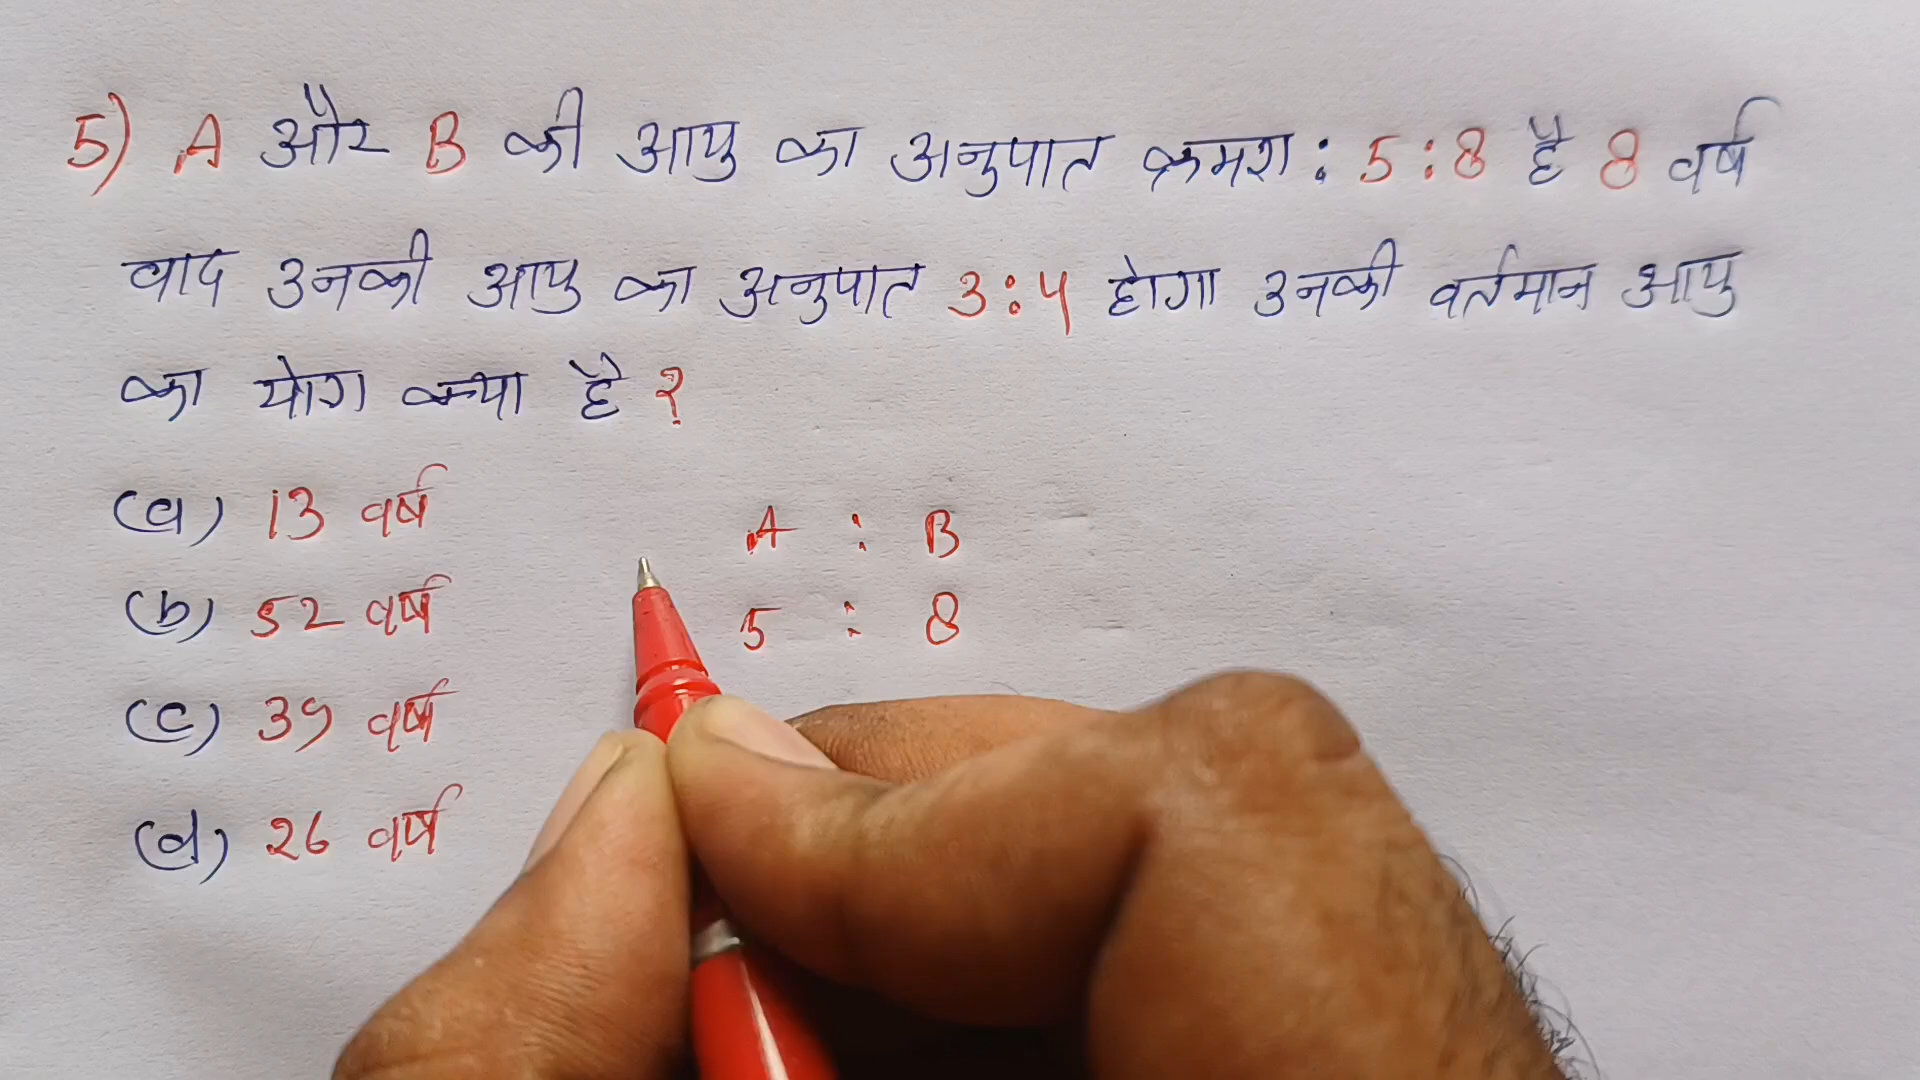 5) A और B की आयु का अनुपात क्रमश: 5:8 है 8 वर्ष
बाद उनकी आयु का अनुपात 3:4 होगा उनकी वर्तमान आयु
का योग क्या है ?
(a) 13 वर्ष
A : B
(b) 52 वर्ष
5 : 8
(c) 39 वर्ष
(d) 26 वर्ष